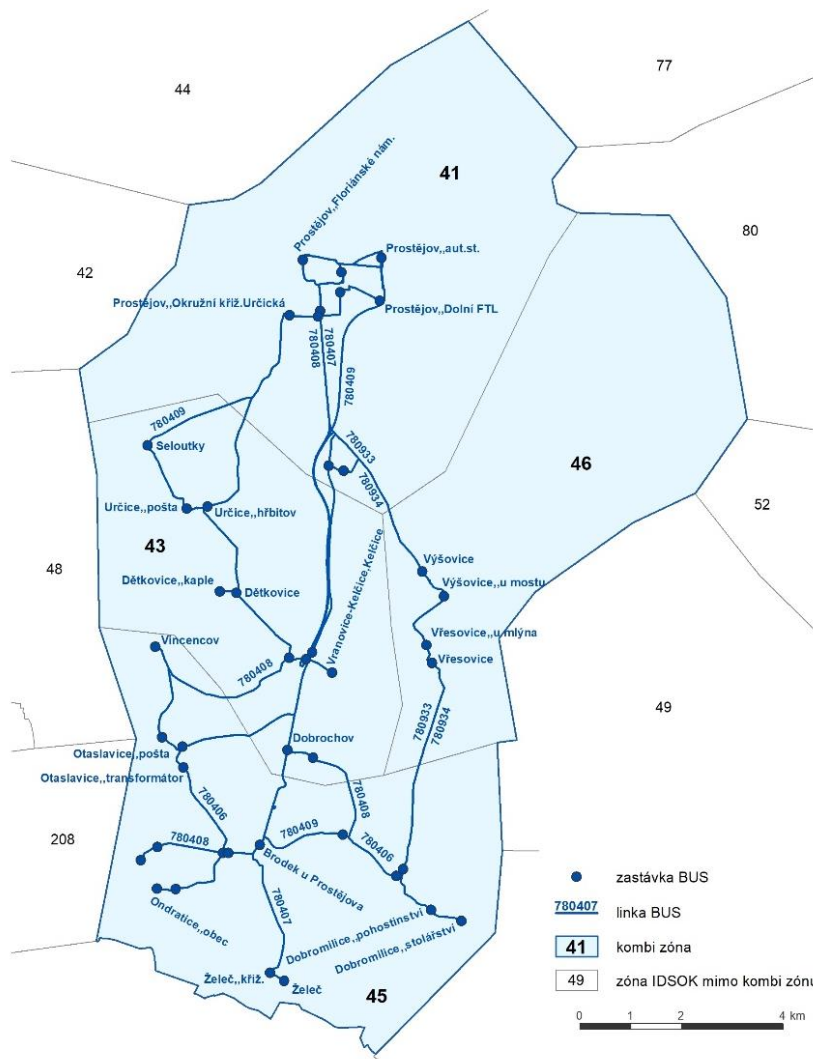 44
77
41
Prostějov,,Floriánské nám.
80
Prostějov,,aut.st.
42
Prostějov,,Okružní křiž.Určická
Prostějov,,Dolní FTL
780408
780407
780409
780409
Seloutky
780933
780934
46
52
Určice,,pošta
Určice,,hřbitov
43
48
Dětkovice,,kaple
Dětkovice
Výšovice
Výšovice,,u mostu
Vranovice-Kelčice,Kelčice
Vincencov
Vřesovice,,u mlýna
Vřesovice
780408
49
780933
780934
Otaslavice,,pošta
Dobrochov
Otaslavice,,transformátor
780406
780408
208
780408
780409
780406
Brodek u Prostějova
Ondratice,,obec
780407
Dobromilice,,pohostinství
Dobromilice,,stolářství
Želeč,,křiž.
Želeč
45
zastávka BUS
780407 linka BUS
41 kombi zóna
49 zóna IDSOK mimo kombi zónu
0 1 2 4 km